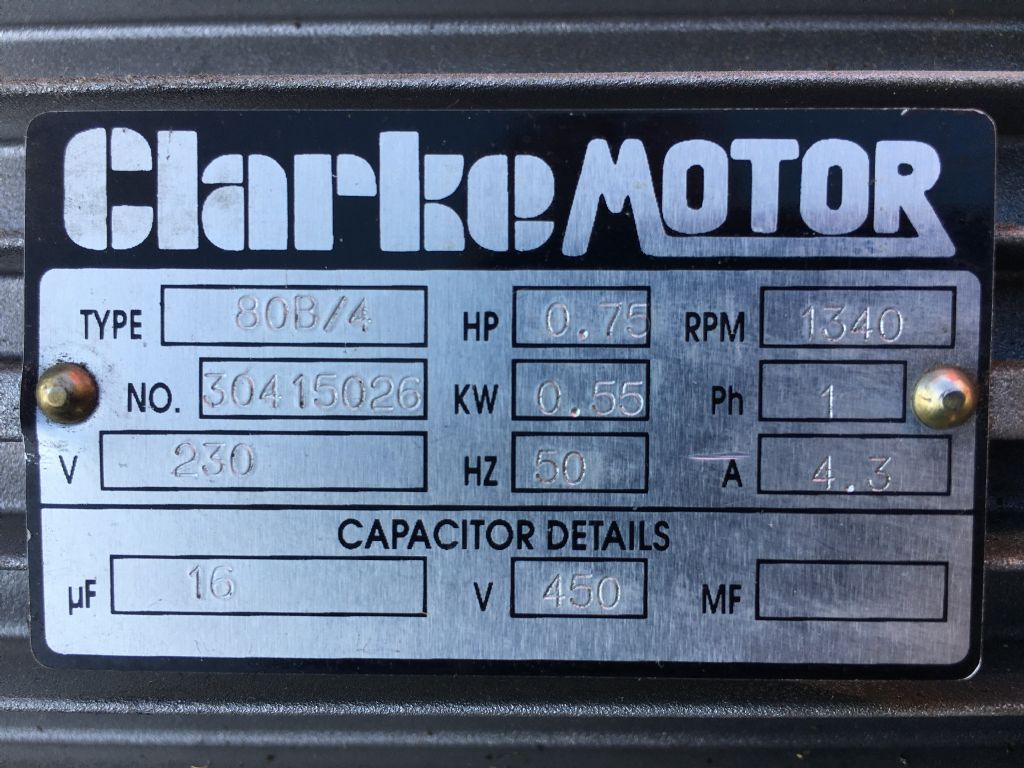 Clarke MOTOR
TYPE 80B/4 HP 0.75 RPM 1340
NO. 30415026 KW 0.55 Ph 1
V 230 HZ 50 A 4.3
CAPACITOR DETAILS
µF 16 V 450 MF